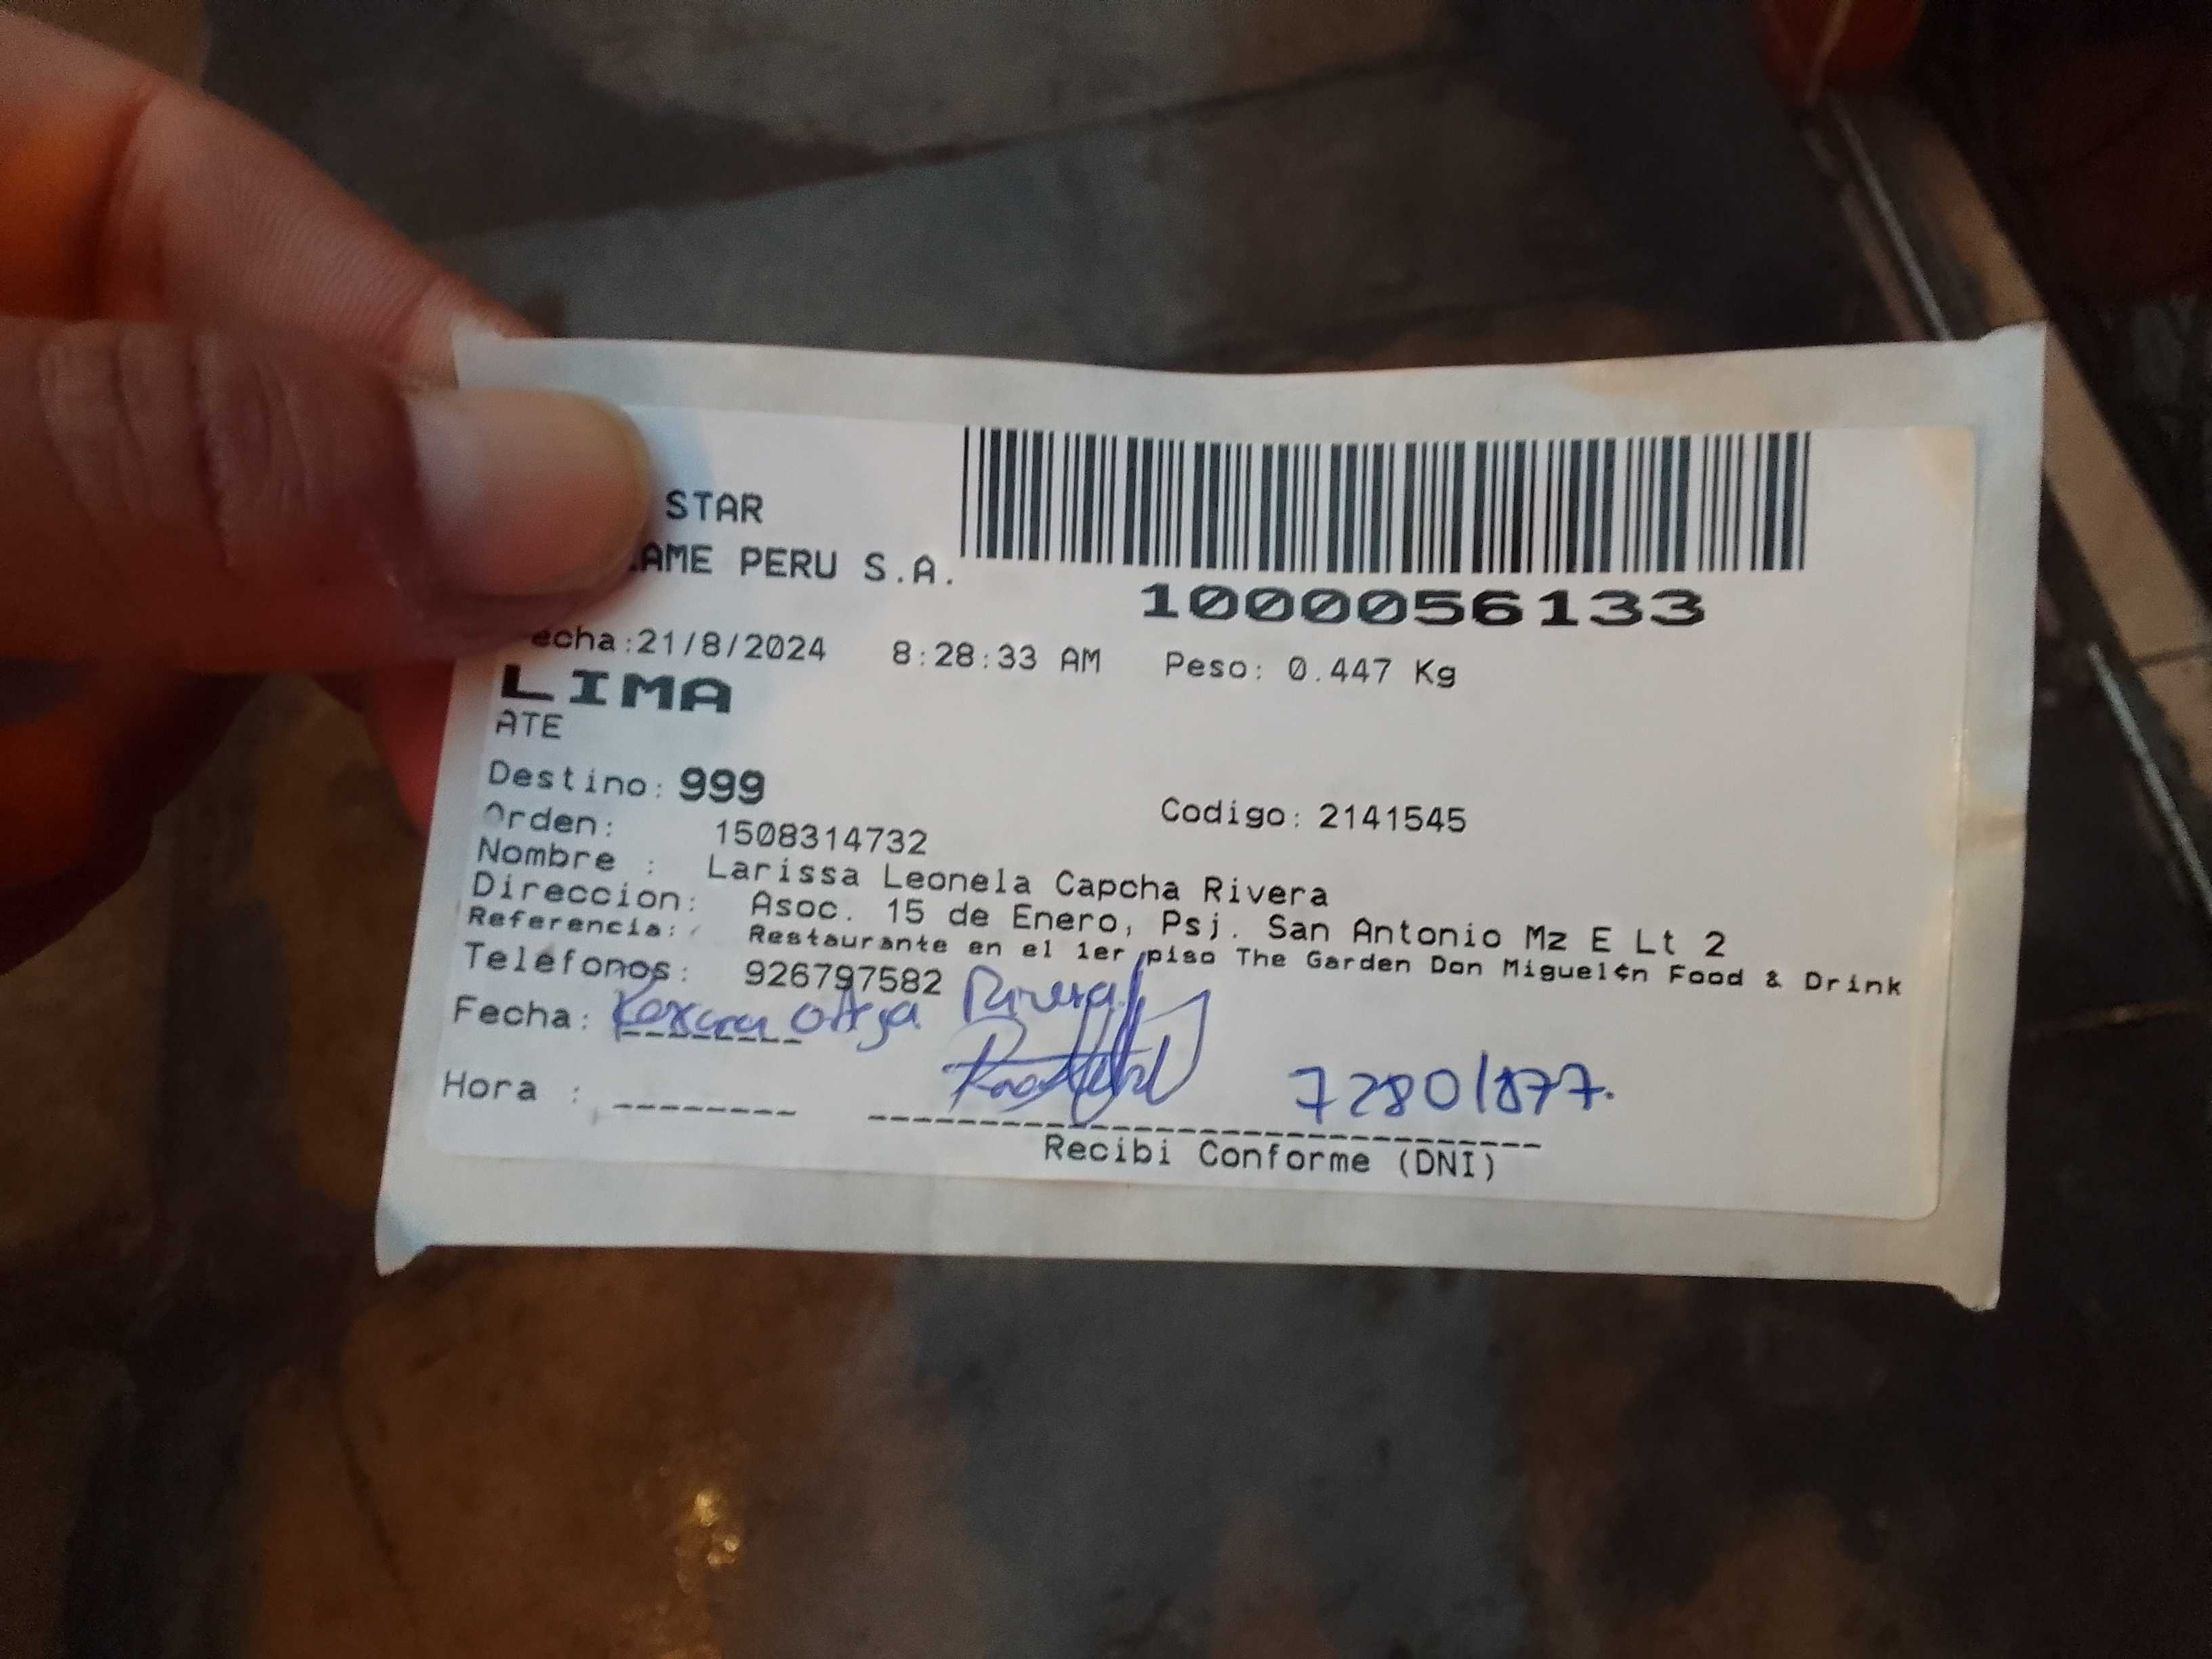 STAR
AME PERU S.A.
1000056133
echa:21/8/2024 8:28:33 AM Peso: 0.447 Kg
LIMA
ATE
Destino: 999
Codigo: 2141545
Orden: 1508314732
Nombre : Larissa Leonela Capcha Rivera
Direccion: Asoc. 15 de Enero, Psj. San Antonio Mz E Lt 2
Referencia: Restaurante en el 1er piso The Garden Don Miguel¢n Food & Drink
Teléfonos: 926797582
Fecha: Rivera
Hora : 72801877.
Recibi Conforme (DNI)